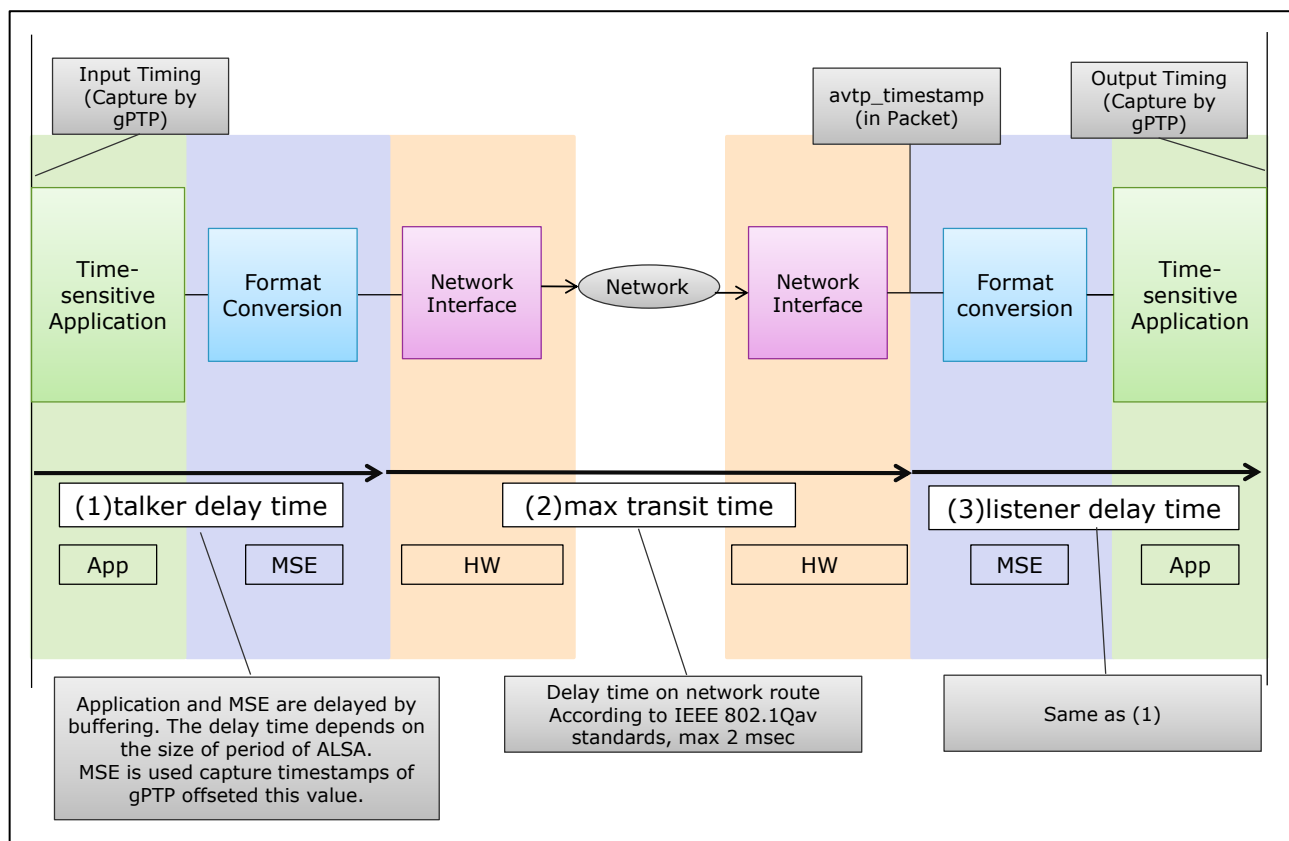 Input Timing
(Capture by
gPTP)
avtp_timestamp
(in Packet)
Output Timing
(Capture by
gPTP)
Time-
sensitive
Application
Format
Conversion
Network
Interface
Network
Network
Interface
Format
conversion
Time-
sensitive
Application
(1)talker delay time
(2)max transit time
(3)listener delay time
App
MSE
HW
HW
MSE
App
Application and MSE are delayed by
buffering. The delay time depends on
the size of period of ALSA.
MSE is used capture timestamps of
gPTP offseted this value.
Delay time on network route
According to IEEE 802.1Qav
standards, max 2 msec
Same as (1)